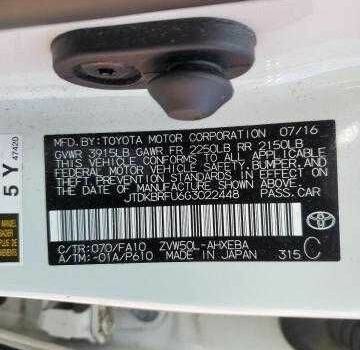 MFD.BY:TOYOTA MOTOR CORPORATION 07/16
GVWR 3915LB GAWR FR 2250LB RR 2150LB
THIS VEHICLE CONFORMS TO ALL APPLICABLE
FEDERAL MOTOR VEHICLE SAFETY,BUMPER,AND
THEFT PREVENTION STANDARDS IN EFFECT ON
THE DATE OF MANUFACTURE SHOWN ABOVE.
JTDKBRFU6G3022448 PASS.CAR
C/TR:070/FA10 ZVW50L-AHXEBA
A/TM:-01A/P610 MADE IN JAPAN 315 C
TOYOTA
5 Y 47420